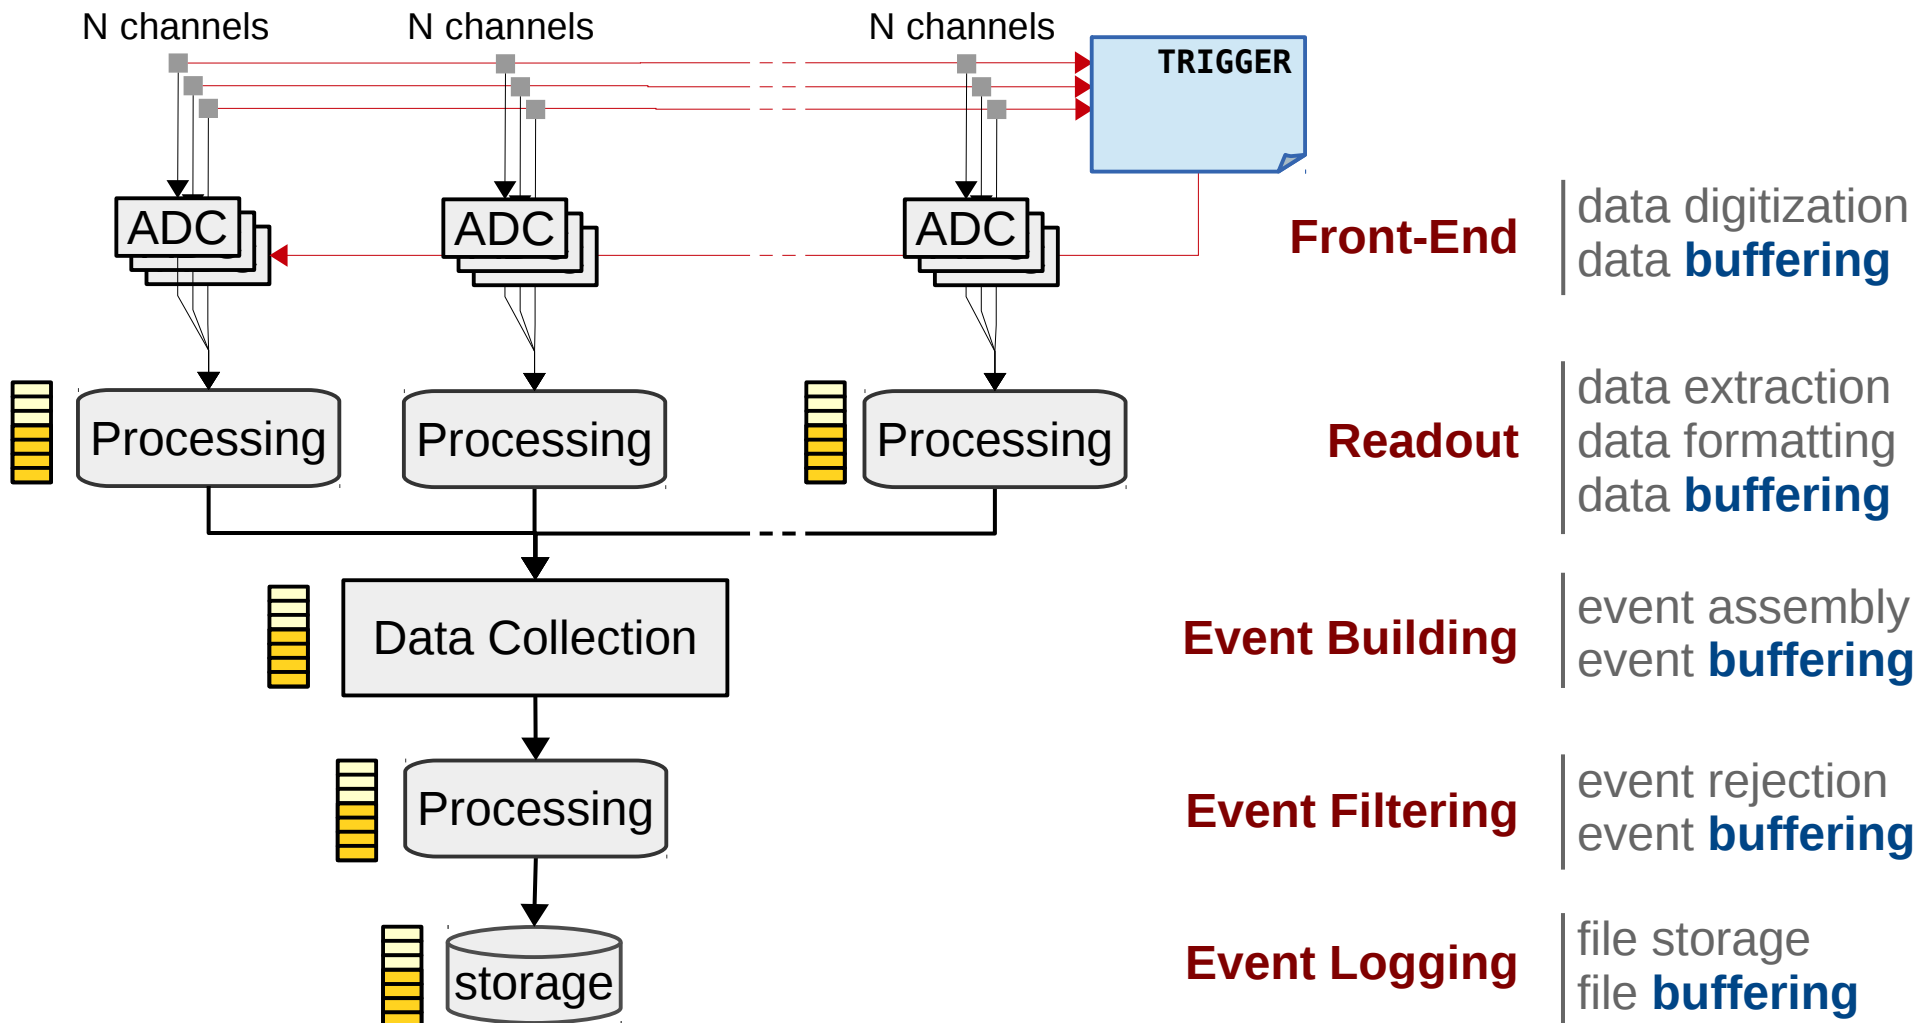 N channels
N channels
N channels
TRIGGER
ADC
ADC
ADC
Front-End
data digitization
data buffering
Processing
Processing
Processing
Readout
data extraction
data formatting
data buffering
Data Collection
Event Building
event assembly
event buffering
Processing
Event Filtering
event rejection
event buffering
storage
Event Logging
file storage
file buffering